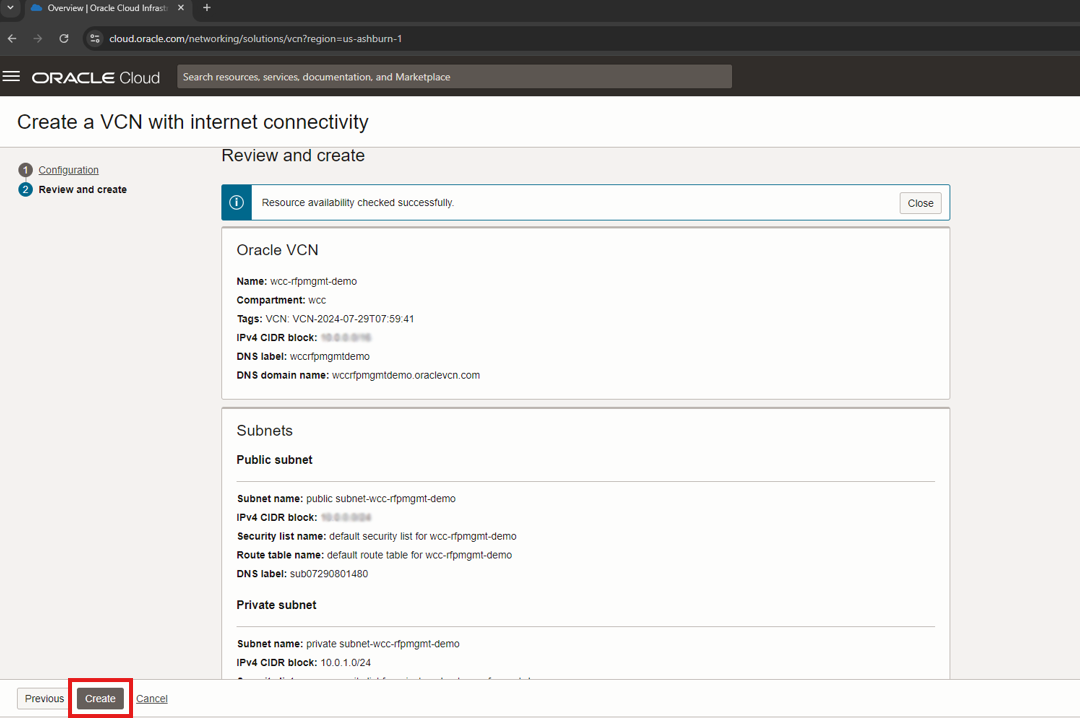 Overview | Oracle Cloud Infrast
cloud.oracle.com/networking/solutions/vcn?region=us-ashburn-1
ORACLE Cloud
Search resources, services, documentation, and Marketplace
Create a VCN with internet connectivity
1 Configuration
2 Review and create
Review and create
Resource availability checked successfully.
Close
Oracle VCN
Name: wcc-rfpmgmt-demo
Compartment: wcc
Tags: VCN: VCN-2024-07-29T07:59:41
IPv4 CIDR block:
DNS label: wccrfpmgmtdemo
DNS domain name: wccrfpmgmtdemo.oraclevcn.com
Subnets
Public subnet
Subnet name: public subnet-wcc-rfpmgmt-demo
IPv4 CIDR block:
Security list name: default security list for wcc-rfpmgmt-demo
Route table name: default route table for wcc-rfpmgmt-demo
DNS label: sub07290801480
Private subnet
Subnet name: private subnet-wcc-rfpmgmt-demo
IPv4 CIDR block: 10.0.1.0/24
Previous
Create
Cancel